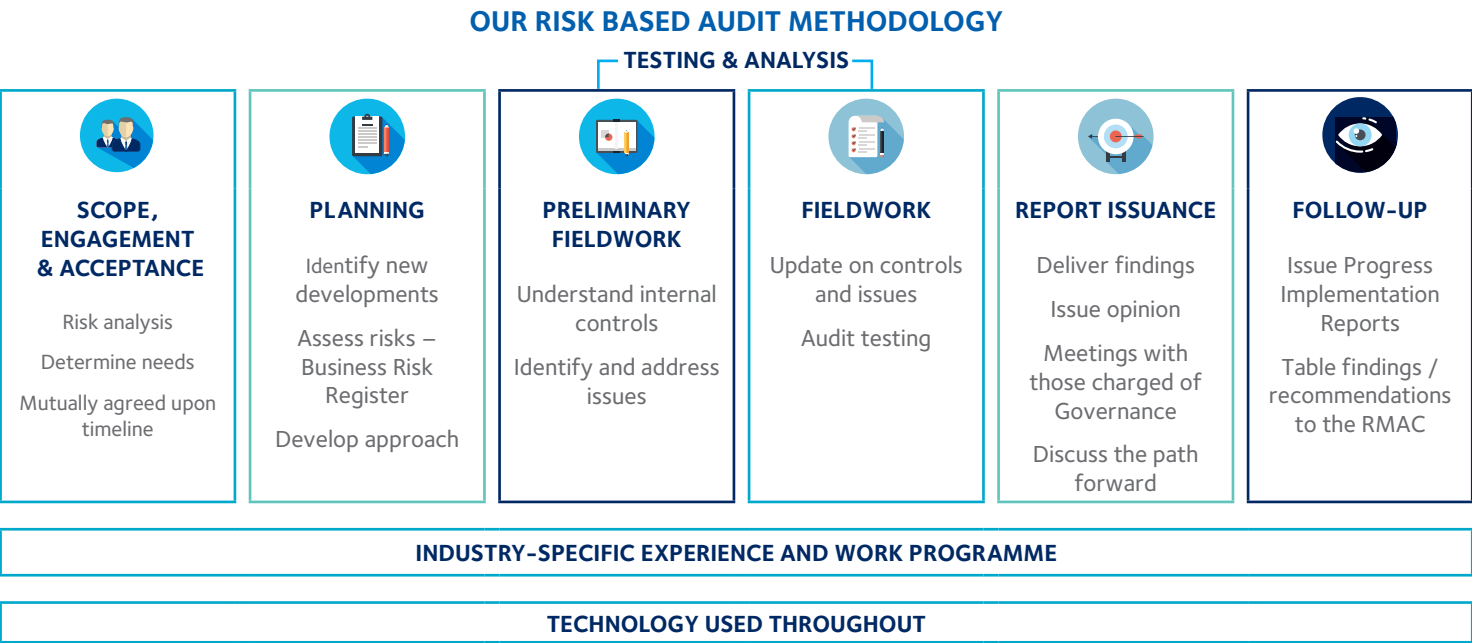 OUR RISK BASED AUDIT METHODOLOGY
TESTING & ANALYSIS
SCOPE,
ENGAGEMENT
& ACCEPTANCE
Risk analysis
Determine needs
Mutually agreed upon
timeline
PLANNING
Identify new
developments
Assess risks –
Business Risk
Register
Develop approach
PRELIMINARY
FIELDWORK
Understand internal
controls
Identify and address
issues
FIELDWORK
Update on controls
and issues
Audit testing
REPORT ISSUANCE
Deliver findings
Issue opinion
Meetings with
those charged of
Governance
Discuss the path
forward
FOLLOW-UP
Issue Progress
Implementation
Reports
Table findings /
recommendations
to the RMAC
INDUSTRY-SPECIFIC EXPERIENCE AND WORK PROGRAMME
TECHNOLOGY USED THROUGHOUT